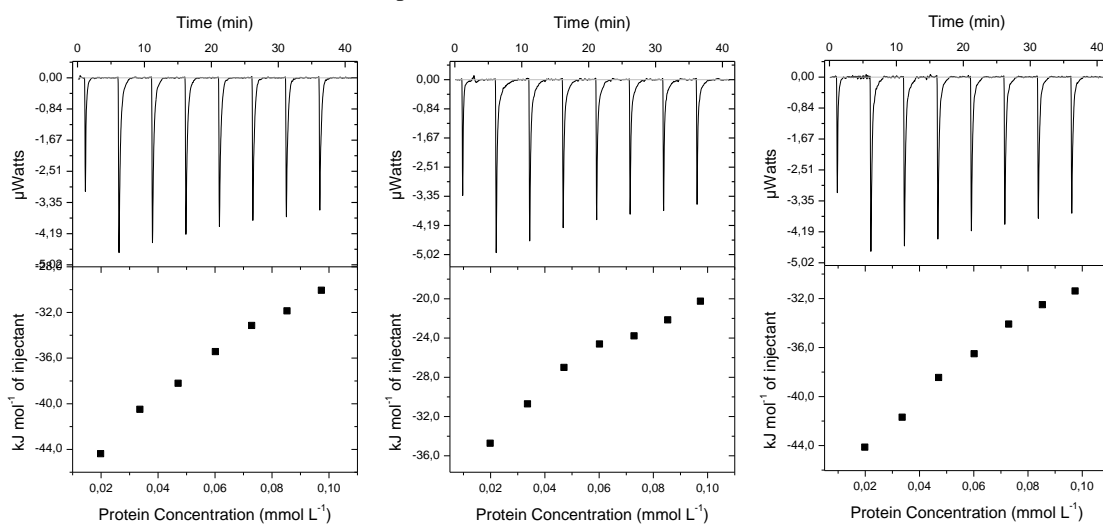 Time (min)
0 10 20 30 40
0,00
-0,84
-1,67
-2,51
-3,35
-4,19
-5,02
µWatts
-28,0
-32,0
-36,0
-40,0
-44,0
kJ mol⁻¹ of injectant
0,02 0,04 0,06 0,08 0,10
Protein Concentration (mmol L⁻¹)
Time (min)
0 10 20 30 40
0,00
-0,84
-1,67
-2,51
-3,35
-4,19
-5,02
µWatts
-20,0
-24,0
-28,0
-32,0
-36,0
kJ mol⁻¹ of injectant
0,02 0,04 0,06 0,08 0,10
Protein Concentration (mmol L⁻¹)
Time (min)
0 10 20 30 40
0,00
-0,84
-1,67
-2,51
-3,35
-4,19
-5,02
µWatts
-32,0
-36,0
-40,0
-44,0
kJ mol⁻¹ of injectant
0,02 0,04 0,06 0,08 0,10
Protein Concentration (mmol L⁻¹)